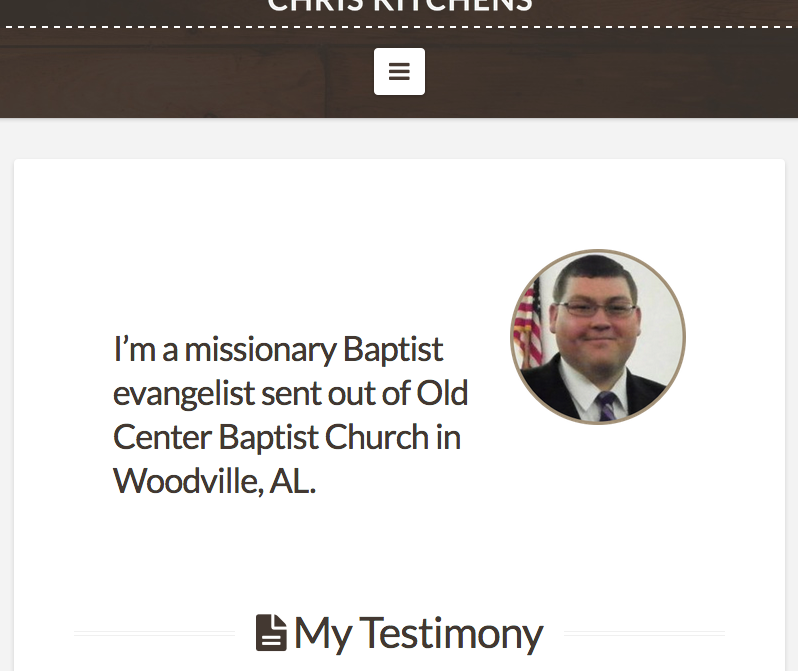 CHRIS KITCHENS
I’m a missionary Baptist
evangelist sent out of Old
Center Baptist Church in
Woodville, AL.
My Testimony